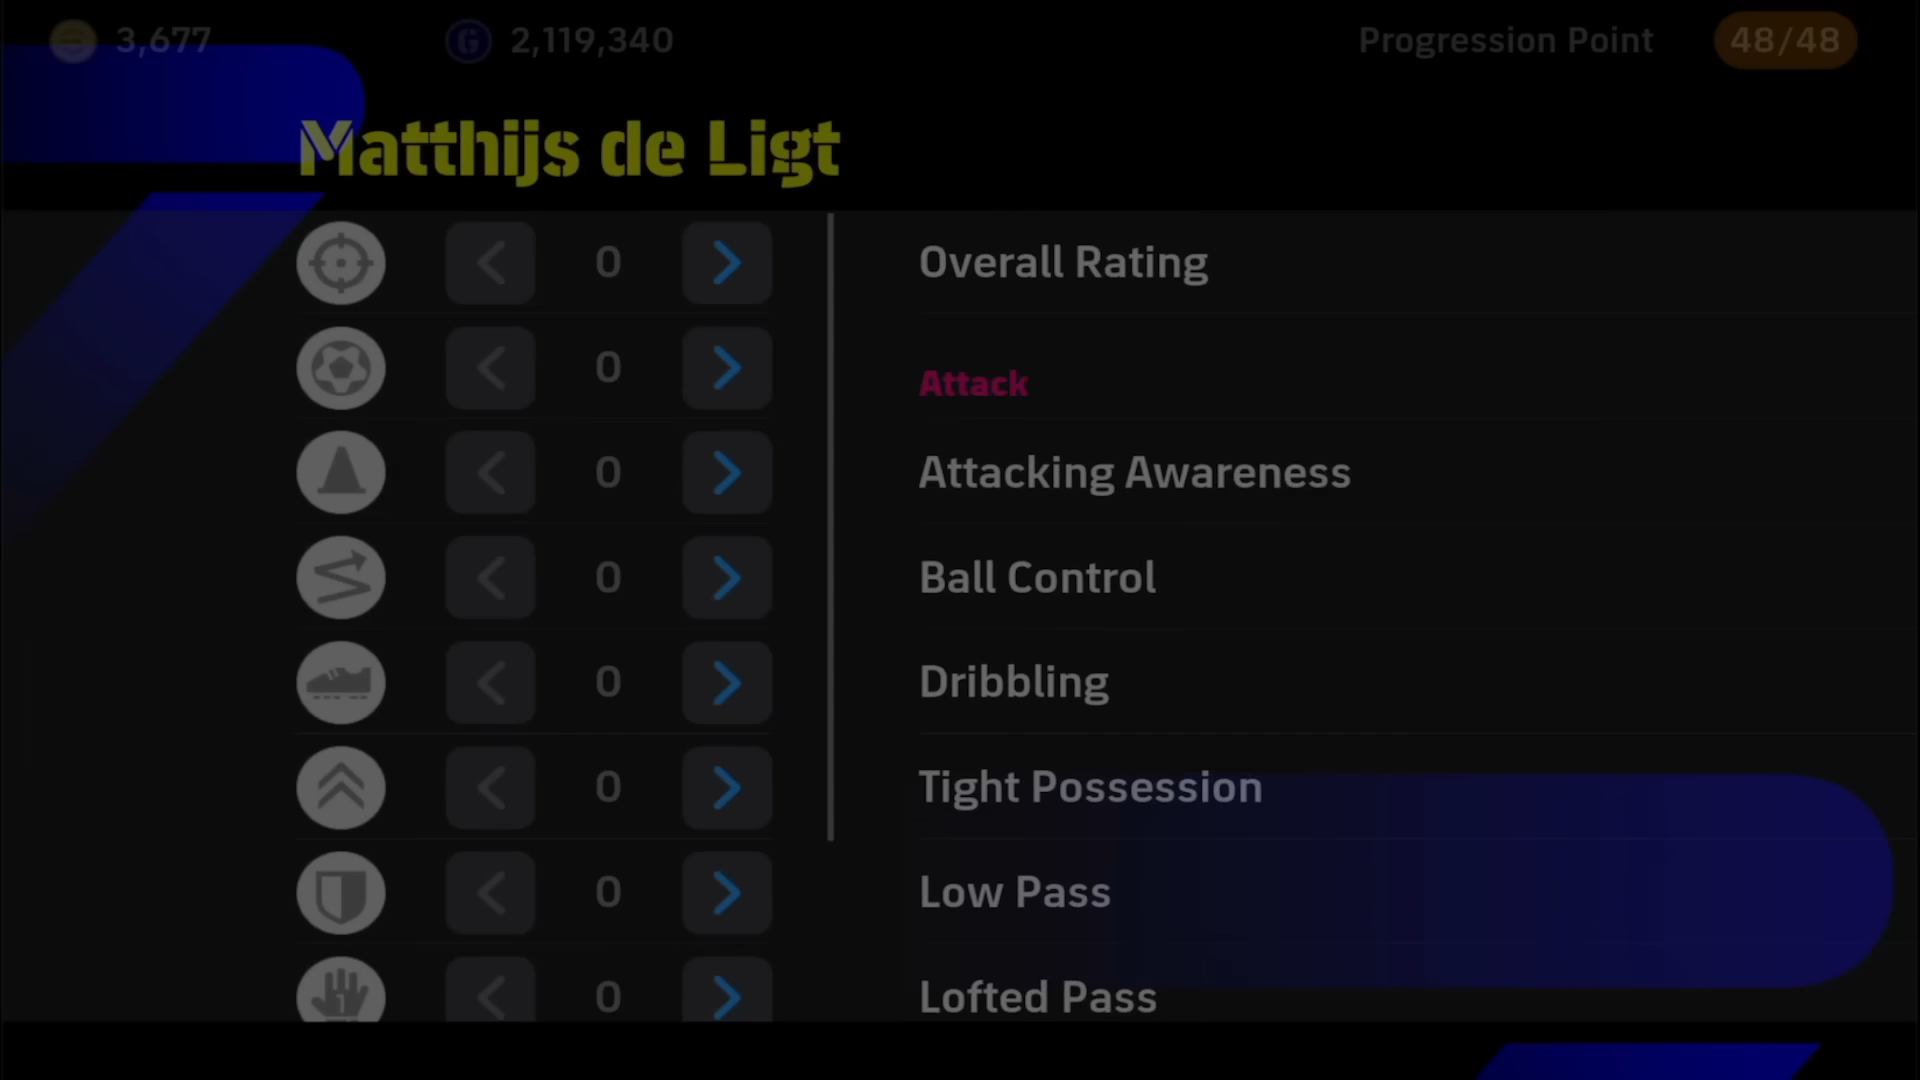 3,677
G 2,119,340
Progression Point 48/48
Matthijs de Ligt
0
Overall Rating
0
Attack
0
Attacking Awareness
0
Ball Control
0
Dribbling
0
Tight Possession
0
Low Pass
1 0
Lofted Pass